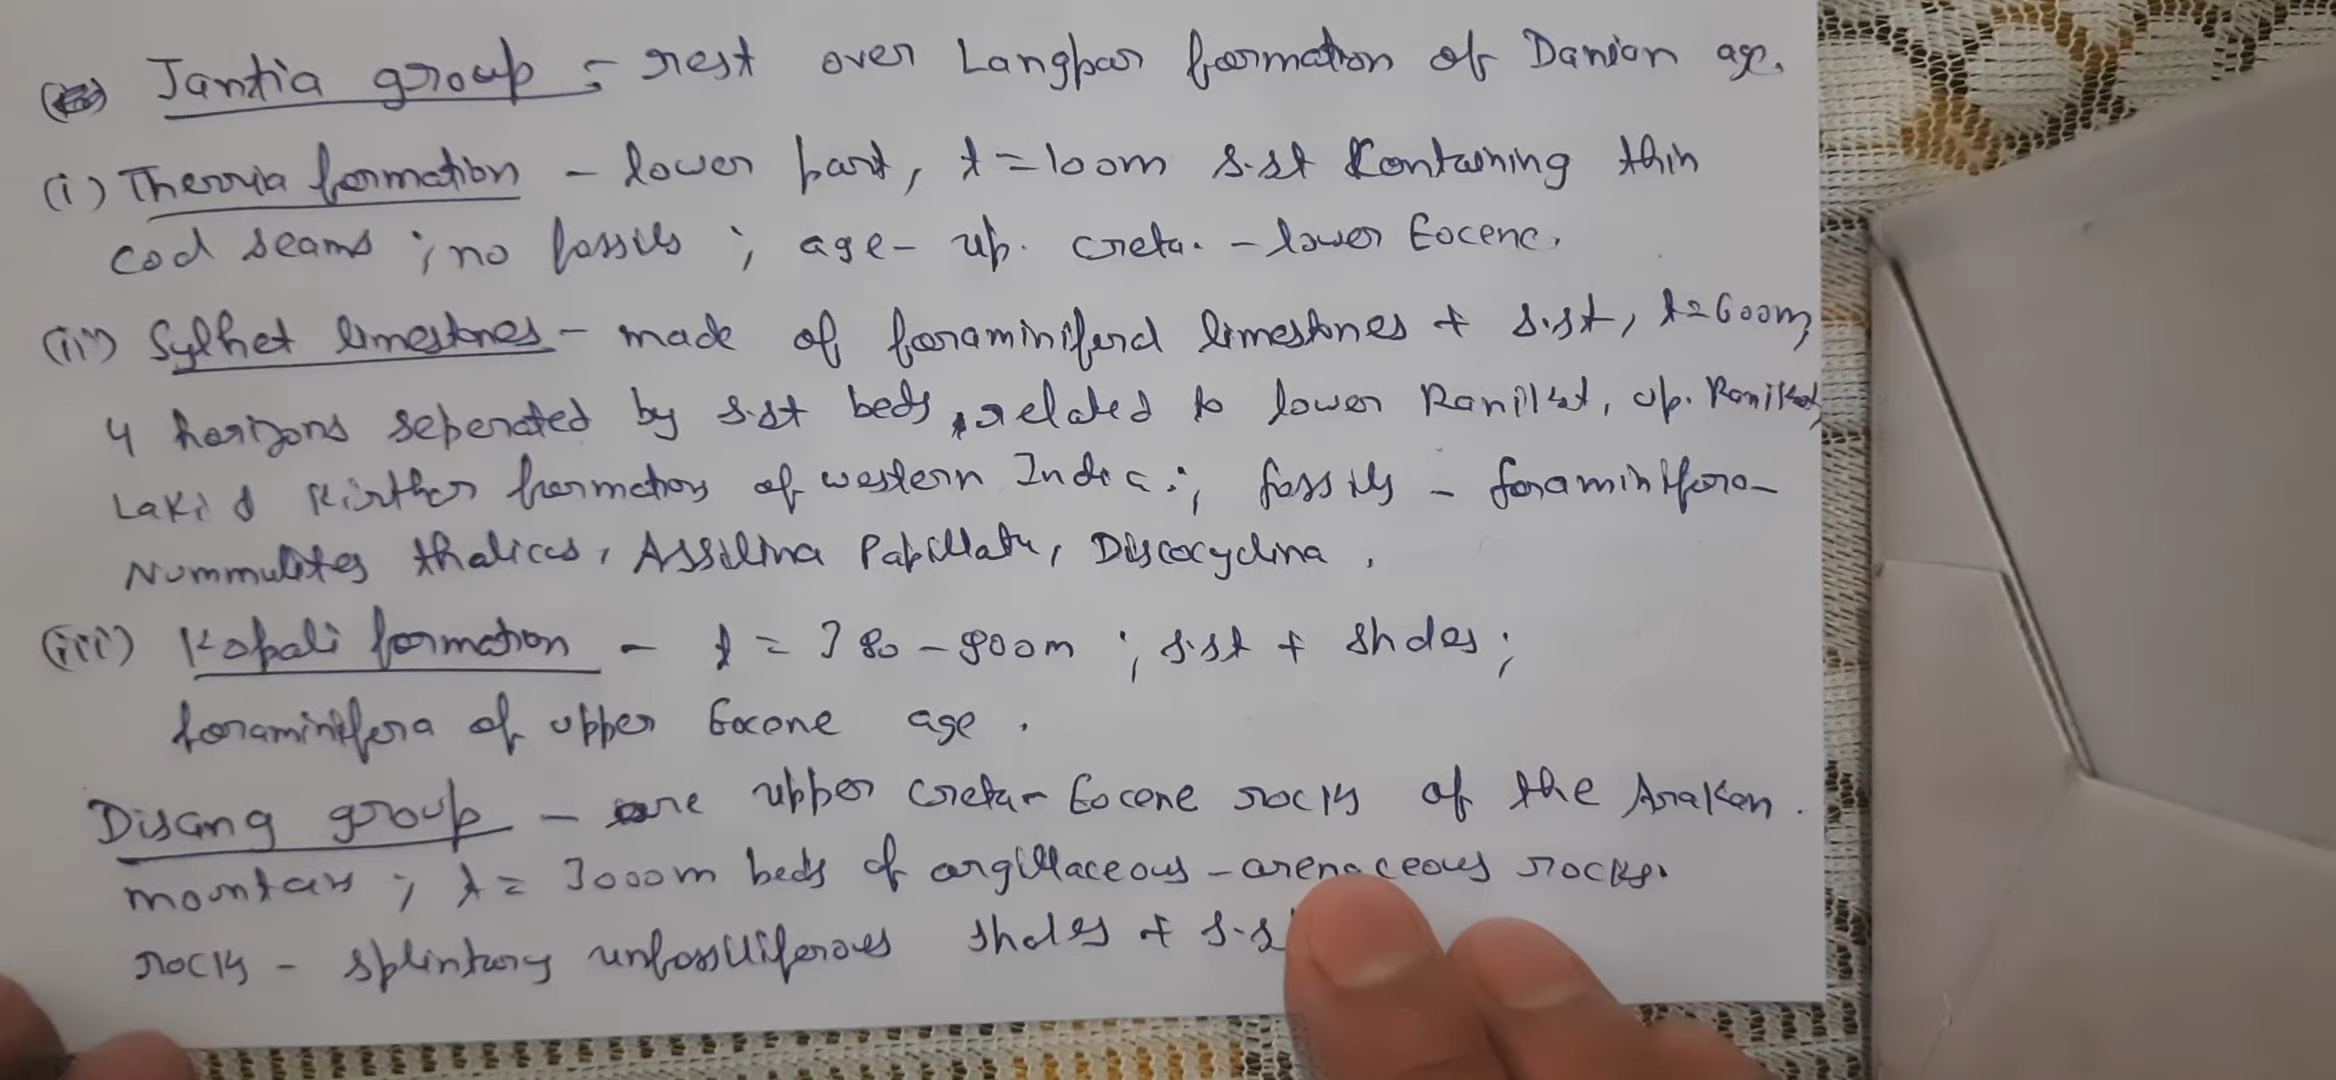 Jantia group :- rest over Langpar formation of Danian age.
(i) Therria formation - lower part, t = 100m s.st Containing thin
coal seams ; no fossils ; age - up. creta. - lower Eocene.
(ii) Sylhet limestones - made of foraminiferal limestones + s.st, t = 600m,
4 horizons seperated by s.st beds, related to lower Ranikot, up. Ranikot,
Laki & Kirthar formations of western India ; fossils - foraminifera -
Nummulites thalicus, Assilina Papillata, Discocyclina.
(iii) Kopali formation - t = 380 - 800m ; s.st + shales ;
foraminifera of upper Eocene age.
Disang group - are upper creta - Eocene rocks of the Arakan.
mountains ; t = 3000m beds of argillaceous - arenaceous rocks.
rocks - splintery unfossiliferous shales + s.s